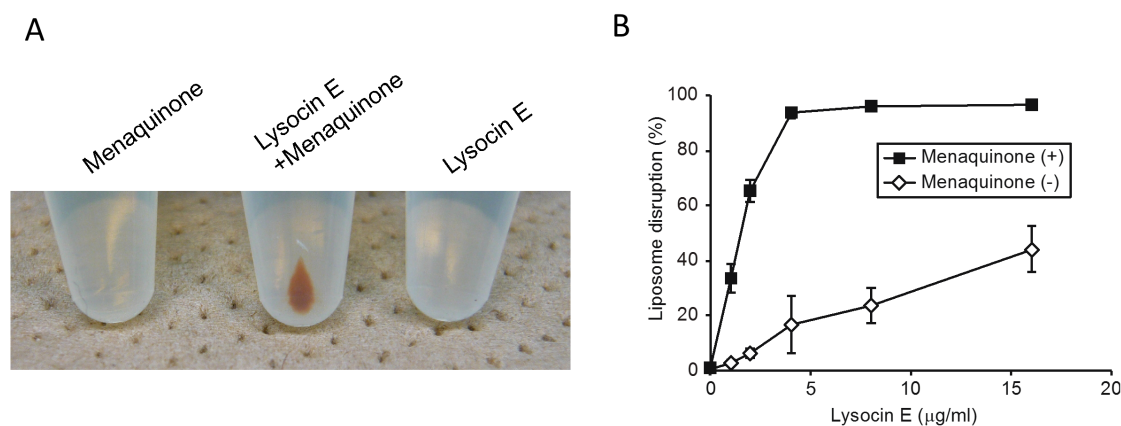 A
Menaquinone
Lysocin E
+Menaquinone
Lysocin E
B
Liposome disruption (%)
100
80
60
40
20
0
Menaquinone (+)
Menaquinone (-)
0
5
10
15
20
Lysocin E (μg/ml)